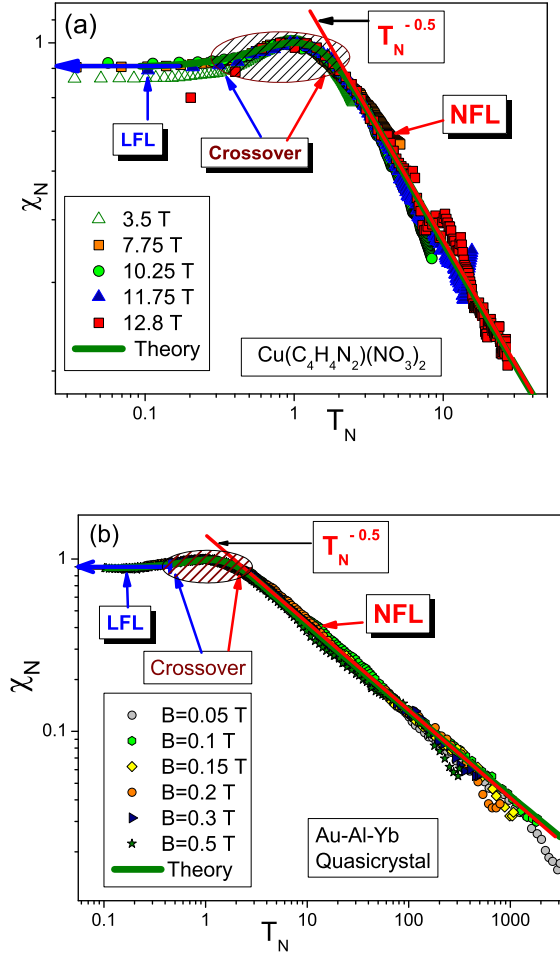 (a)
T_N^-0.5
1
NFL
LFL
Crossover
χ_N
3.5 T
7.75 T
10.25 T
11.75 T
12.8 T
Theory
Cu(C₄H₄N₂)(NO₃)₂
0.1 1 10
T_N
(b)
T_N^-0.5
1
NFL
LFL
Crossover
χ_N
0.1
B=0.05 T
B=0.1 T
B=0.15 T
B=0.2 T
B=0.3 T
B=0.5 T
Theory
Au-Al-Yb
Quasicrystal
0.1 1 10 100 1000
T_N